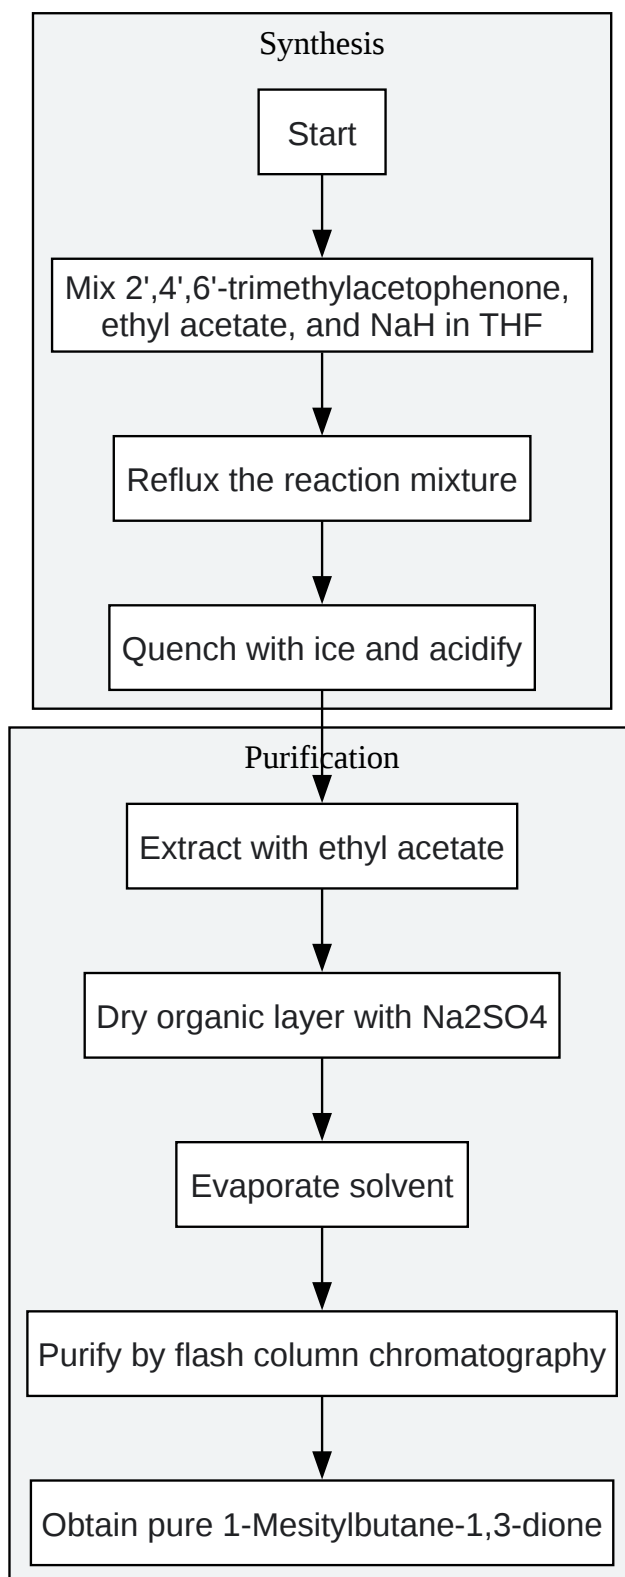 Synthesis
Start
Mix 2',4',6'-trimethylacetophenone,
ethyl acetate, and NaH in THF
Reflux the reaction mixture
Quench with ice and acidify
Purification
Extract with ethyl acetate
Dry organic layer with Na2SO4
Evaporate solvent
Purify by flash column chromatography
Obtain pure 1-Mesitylbutane-1,3-dione